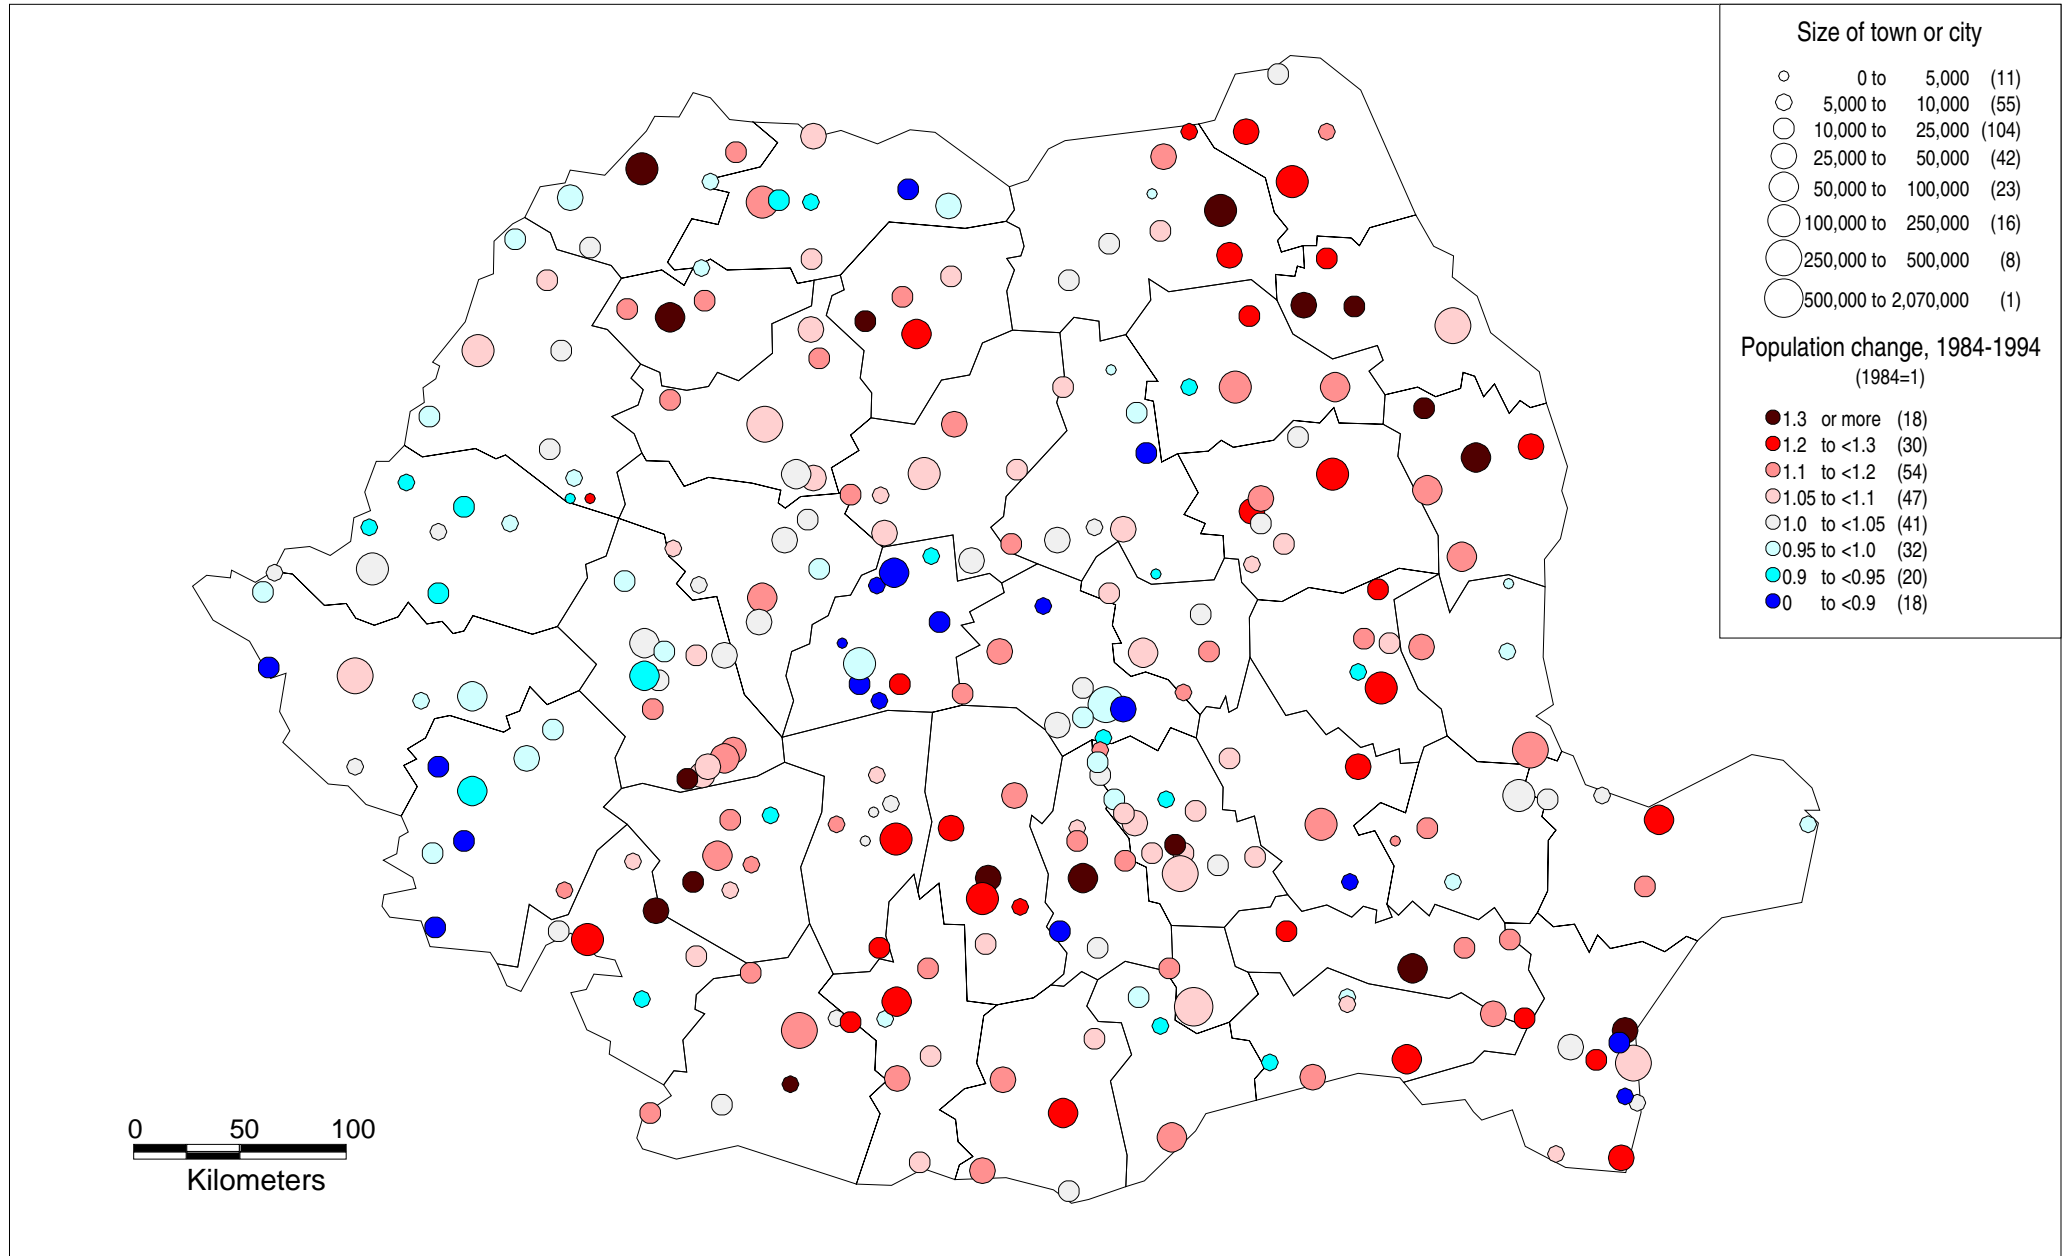 Size of town or city
0 to 5,000 (11)
5,000 to 10,000 (55)
10,000 to 25,000 (104)
25,000 to 50,000 (42)
50,000 to 100,000 (23)
100,000 to 250,000 (16)
250,000 to 500,000 (8)
500,000 to 2,070,000 (1)
Population change, 1984-1994
(1984=1)
1.3 or more (18)
1.2 to <1.3 (30)
1.1 to <1.2 (54)
1.05 to <1.1 (47)
1.0 to <1.05 (41)
0.95 to <1.0 (32)
0.9 to <0.95 (20)
0 to <0.9 (18)
0 50 100
Kilometers